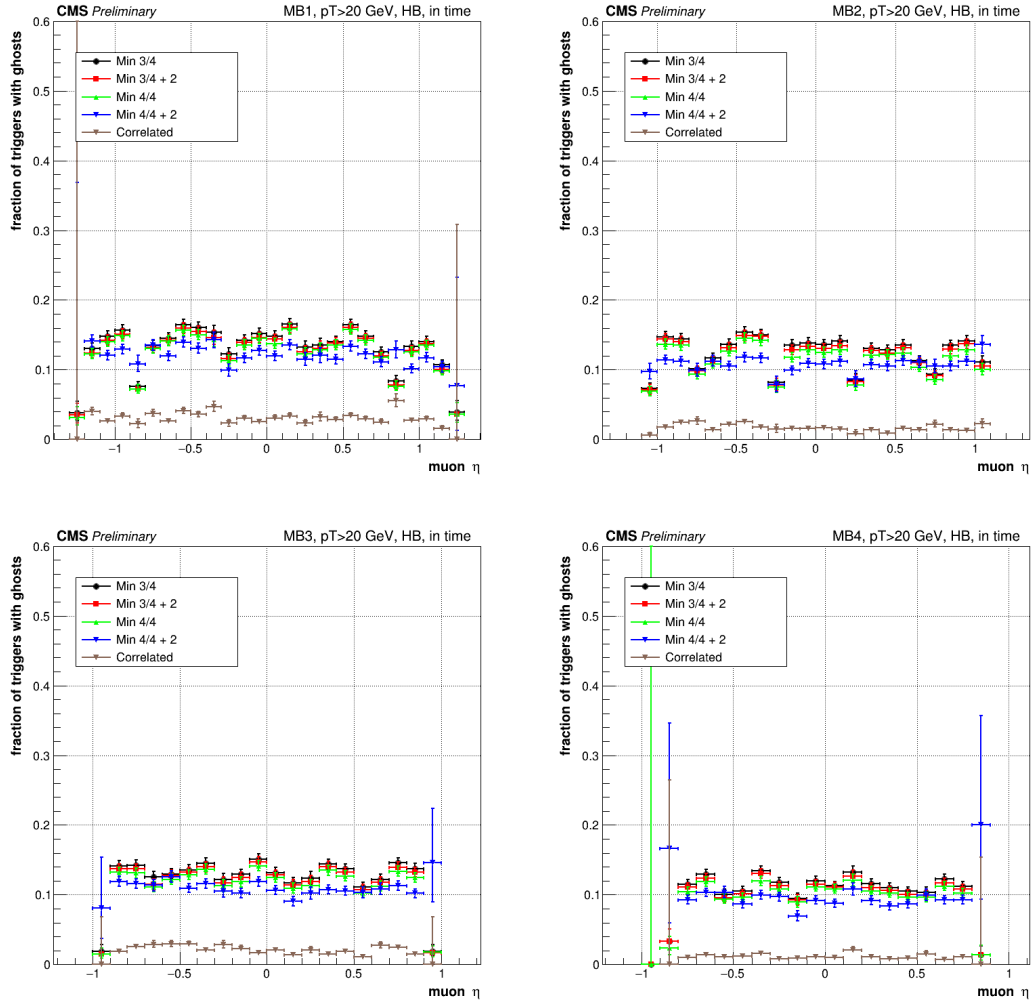 CMS Preliminary MB1, pT>20 GeV, HB, in time
fraction of triggers with ghosts
0.6
0.5
0.4
0.3
0.2
0.1
0
Min 3/4
Min 3/4 + 2
Min 4/4
Min 4/4 + 2
Correlated
−1 −0.5 0 0.5 1
muon η
CMS Preliminary MB2, pT>20 GeV, HB, in time
fraction of triggers with ghosts
0.6
0.5
0.4
0.3
0.2
0.1
0
Min 3/4
Min 3/4 + 2
Min 4/4
Min 4/4 + 2
Correlated
−1 −0.5 0 0.5 1
muon η
CMS Preliminary MB3, pT>20 GeV, HB, in time
fraction of triggers with ghosts
0.6
0.5
0.4
0.3
0.2
0.1
0
Min 3/4
Min 3/4 + 2
Min 4/4
Min 4/4 + 2
Correlated
−1 −0.5 0 0.5 1
muon η
CMS Preliminary MB4, pT>20 GeV, HB, in time
fraction of triggers with ghosts
0.6
0.5
0.4
0.3
0.2
0.1
0
Min 3/4
Min 3/4 + 2
Min 4/4
Min 4/4 + 2
Correlated
−1 −0.5 0 0.5 1
muon η